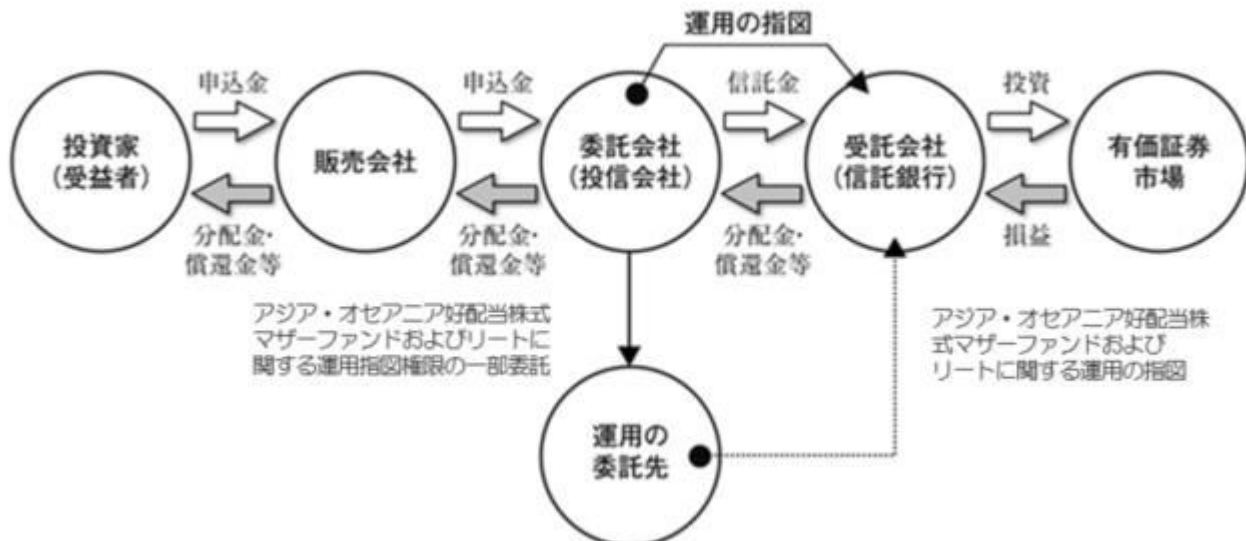 運用の指図
申込金
申込金
信託金
投資
投資家
(受益者)
販売会社
委託会社
(投信会社)
受託会社
(信託銀行)
有価証券
市場
分配金・
償還金等
分配金・
償還金等
分配金・
償還金等
損益
アジア・オセアニア好配当株式
マザーファンドおよびリートに
関する運用指図権限の一部委託
アジア・オセアニア好配当株
式マザーファンドおよび
リートに関する運用の指図
運用の
委託先